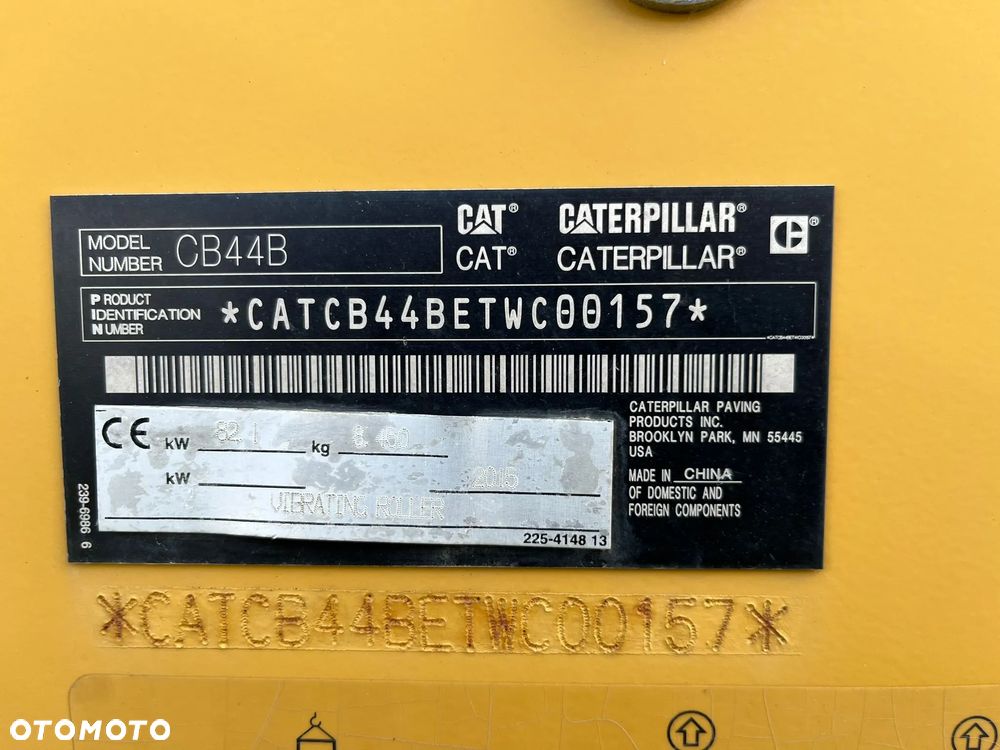 CAT® CATERPILLAR®
MODEL NUMBER CB44B
CAT® CATERPILLAR®
PRODUCT IDENTIFICATION NUMBER *CATCB44BETWC00157*
CE kW 82.1 kg
kW 2015
VIBRATING ROLLER
225-4148 13
239-6986 6
CATERPILLAR PAVING
PRODUCTS INC.
BROOKLYN PARK, MN 55445
USA
MADE IN CHINA
OF DOMESTIC AND
FOREIGN COMPONENTS
*CATCB44BETWC00157*
OTOMOTO